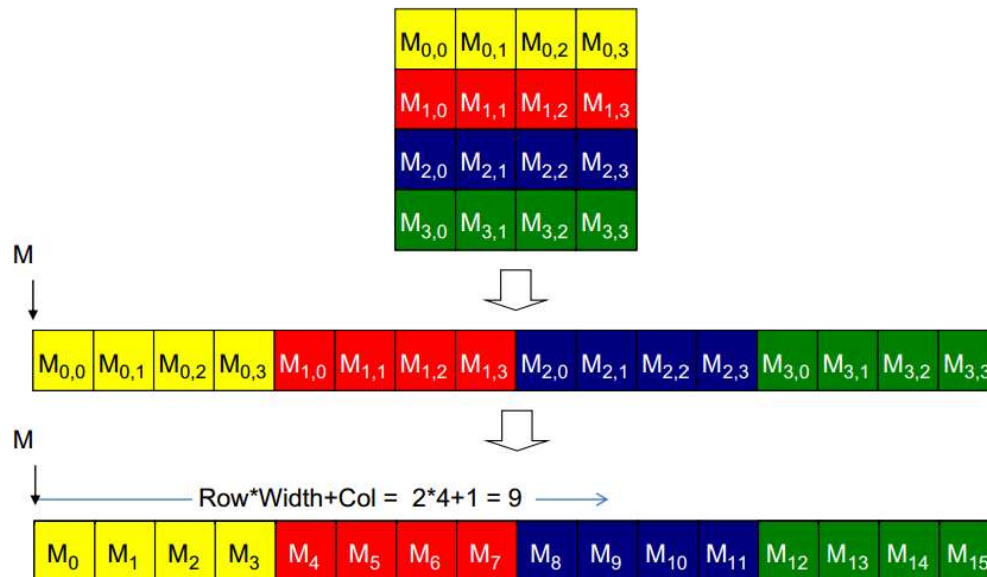 M0,0 M0,1 M0,2 M0,3
M1,0 M1,1 M1,2 M1,3
M2,0 M2,1 M2,2 M2,3
M3,0 M3,1 M3,2 M3,3
M
M0,0 M0,1 M0,2 M0,3 M1,0 M1,1 M1,2 M1,3 M2,0 M2,1 M2,2 M2,3 M3,0 M3,1 M3,2 M3,3
M
Row*Width+Col = 2*4+1 = 9
M0 M1 M2 M3 M4 M5 M6 M7 M8 M9 M10 M11 M12 M13 M14 M15